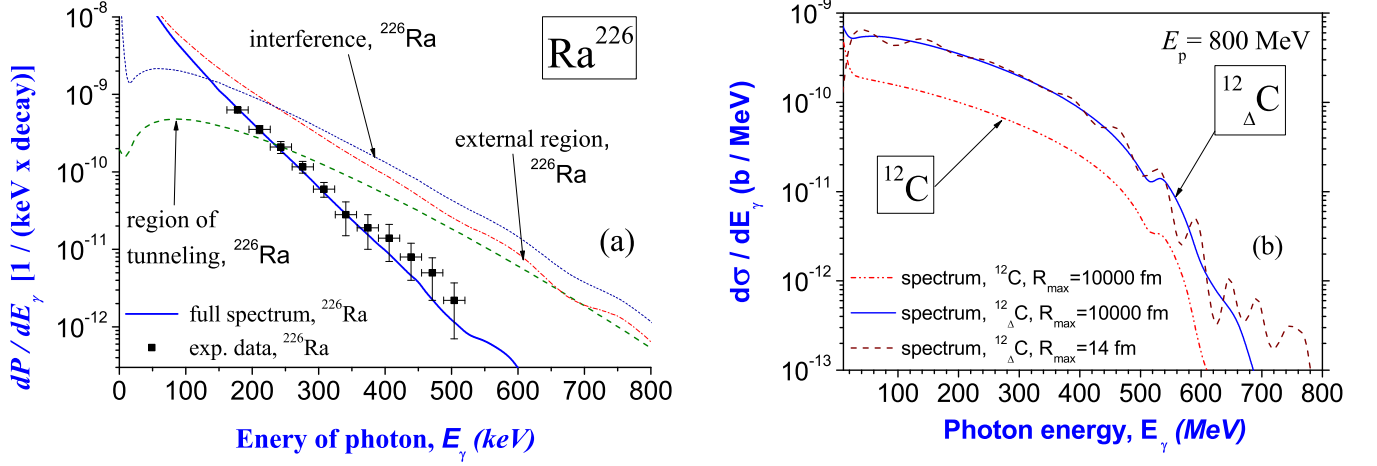 10⁻⁸
10⁻⁹
10⁻¹⁰
10⁻¹¹
10⁻¹²
dP / dE_γ [1 / (keV x decay)]
interference, ²²⁶Ra
Ra²²⁶
external region,
²²⁶Ra
region of
tunneling, ²²⁶Ra
(a)
full spectrum, ²²⁶Ra
exp. data, ²²⁶Ra
0 100 200 300 400 500 600 700 800
Enery of photon, E_γ (keV)
10⁻⁹
10⁻¹⁰
10⁻¹¹
10⁻¹²
10⁻¹³
dσ / dE_γ (b / MeV)
E_p = 800 MeV
¹²_ΔC
¹²C
(b)
spectrum, ¹²C, R_max=10000 fm
spectrum, ¹²_ΔC, R_max=10000 fm
spectrum, ¹²_ΔC, R_max=14 fm
100 200 300 400 500 600 700 800
Photon energy, E_γ (MeV)